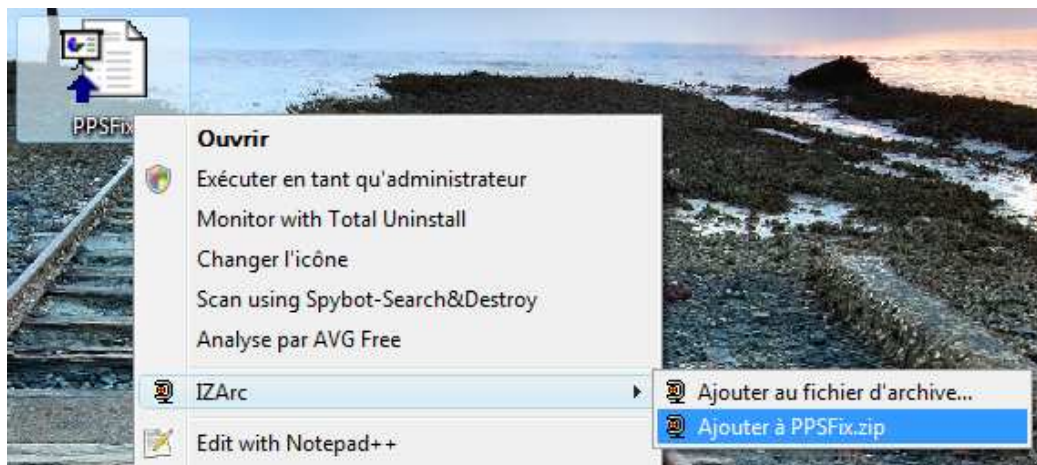 PPSFix
Ouvrir
Exécuter en tant qu'administrateur
Monitor with Total Uninstall
Changer l'icône
Scan using Spybot-Search&Destroy
Analyse par AVG Free
IZArc
Ajouter au fichier d'archive...
Ajouter à PPSFix.zip
Edit with Notepad++